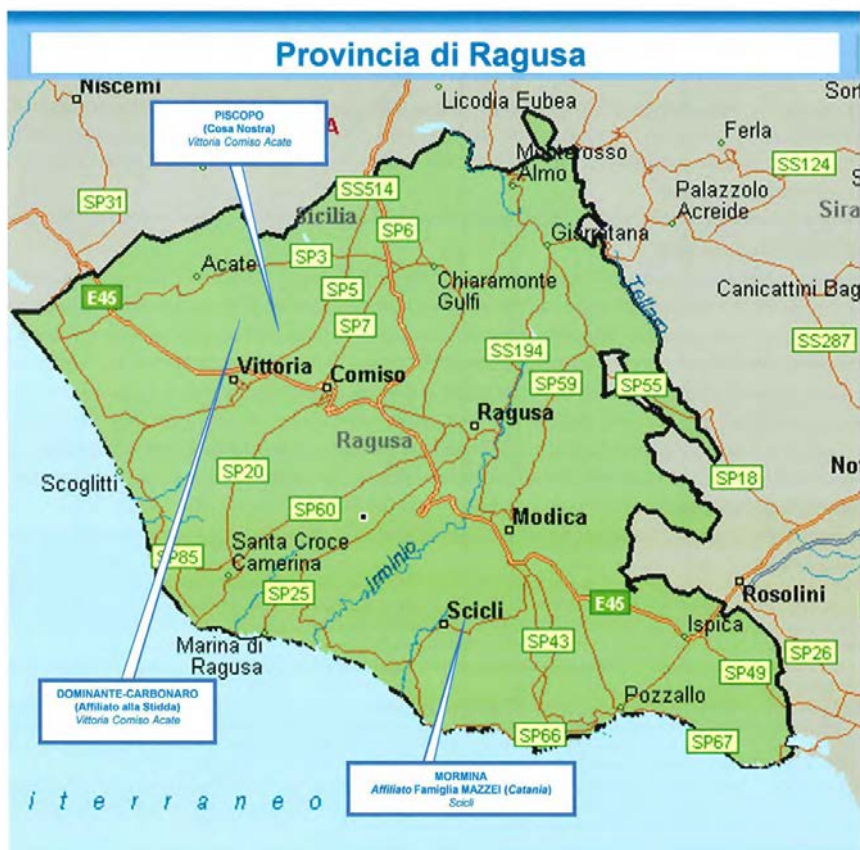 Provincia di Ragusa
Niscemi
PISCOPO
(Cosa Nostra)
Vittoria Comiso Acate
A
Licodia Eubea
Sor
Ferla
Monterosso
Almo
SS124
SP31
SS514
Sicilia
Palazzolo
Acreide
S
Sira
SP6
Giarratana
Acate
SP3
Chiaramonte
Gulfi
E45
SP5
Tellaro
Canicattini Bag
SP7
SS194
SS287
Vittoria
Comiso
SP59
SP55
Ragusa
Ragusa
Scoglitti
SP20
SP18
Not
SP60
Modica
SP85
Santa Croce
Camerina
Irminio
SP25
Rosolini
Scicli
E45
Marina di
Ragusa
SP43
Ispica
SP26
SP49
DOMINANTE-CARBONARO
(Affiliato alla Stidda)
Vittoria Comiso Acate
Pozzallo
SP66
SP67
MORMINA
Affiliato Famiglia MAZZEI (Catania)
Scicli
iterraneo